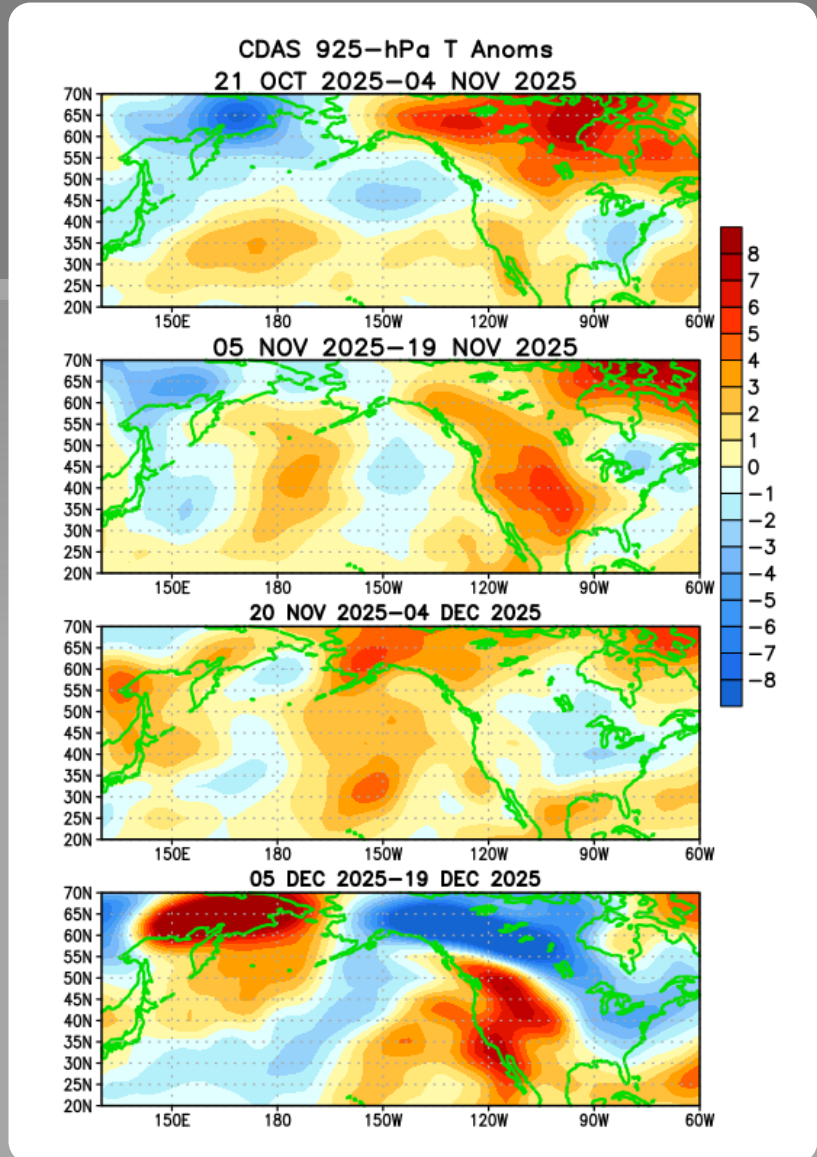 CDAS 925-hPa T Anoms
21 OCT 2025-04 NOV 2025
70N
65N
60N
55N
50N
45N
40N
35N
30N
25N
20N
150E 180 150W 120W 90W 60W
05 NOV 2025-19 NOV 2025
70N
65N
60N
55N
50N
45N
40N
35N
30N
25N
20N
150E 180 150W 120W 90W 60W
20 NOV 2025-04 DEC 2025
70N
65N
60N
55N
50N
45N
40N
35N
30N
25N
20N
150E 180 150W 120W 90W 60W
05 DEC 2025-19 DEC 2025
70N
65N
60N
55N
50N
45N
40N
35N
30N
25N
20N
150E 180 150W 120W 90W 60W
8
7
6
5
4
3
2
1
0
-1
-2
-3
-4
-5
-6
-7
-8